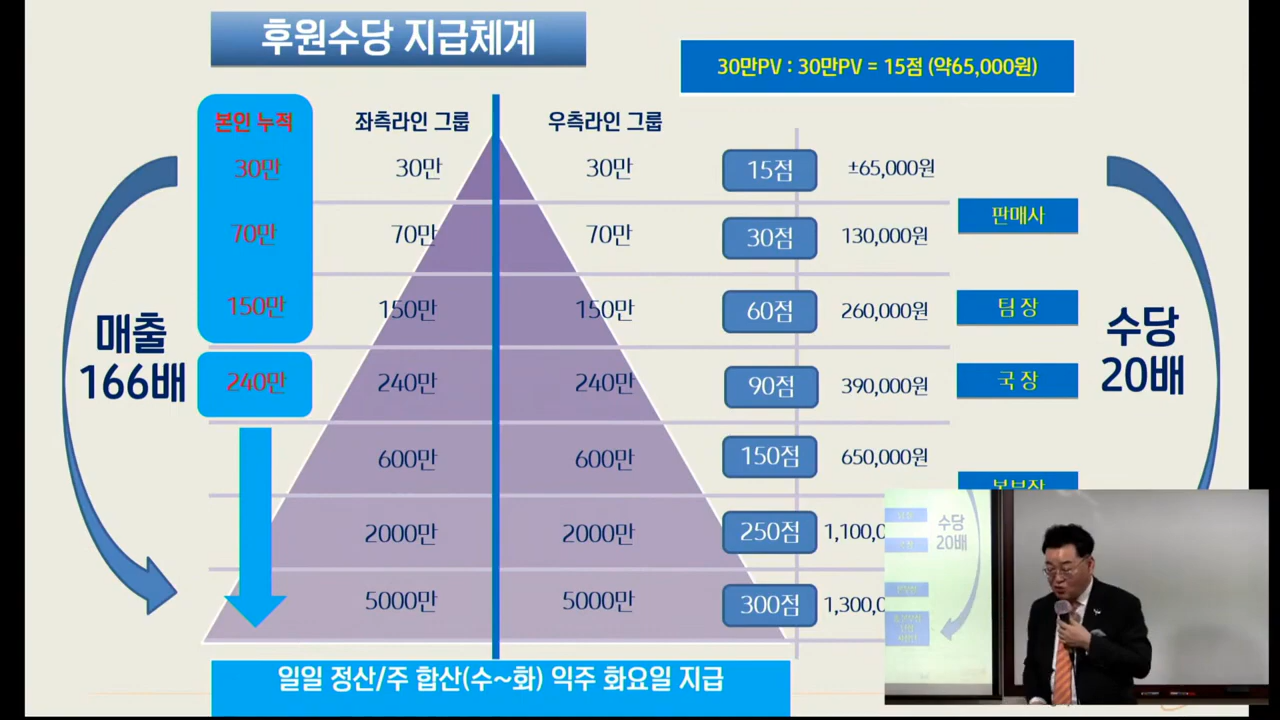 후원수당 지급체계
30만PV : 30만PV = 15점 (약65,000원)
본인 누적 좌측라인 그룹 우측라인 그룹
30만 30만 30만 15점 ±65,000원
판매사
70만 70만 70만 30점 130,000원
150만 150만 150만 60점 260,000원 팀 장
매출
166배
수당
20배
240만 240만 240만 90점 390,000원 국 장
600만 600만 150점 650,000원
본부장
2000만 2000만 250점 1,100,0
5000만 5000만 300점 1,300,0
일일 정산/주 합산(수~화) 익주 화요일 지급
수당
20배